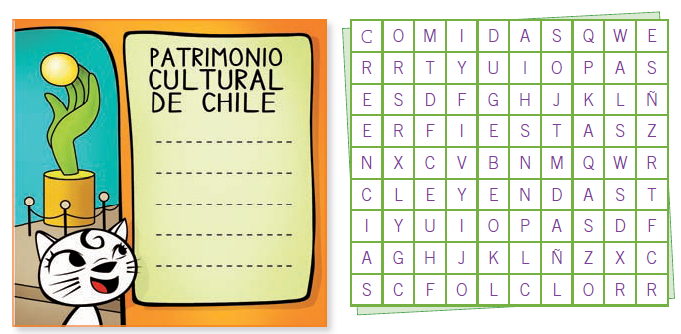 PATRIMONIO
CULTURAL
DE CHILE
C O M I D A S Q W E
R R T Y U I O P A S
E S D F G H J K L Ñ
E R F I E S T A S Z
N X C V B N M Q W R
C L E Y E N D A S T
I Y U I O P A S D F
A G H J K L Ñ Z X C
S C F O L C L O R R